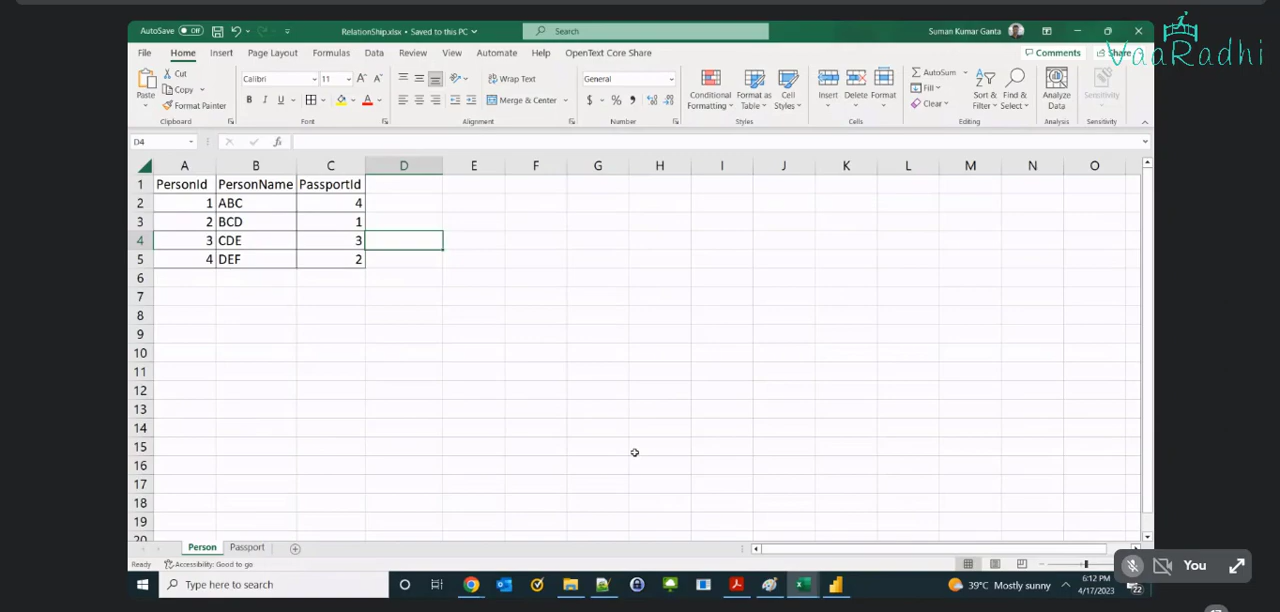 AutoSave Off RelationShip.xlsx • Saved to this PC Search Suman Kumar Ganta
VaaRadhi
File Home Insert Page Layout Formulas Data Review View Automate Help OpenText Core Share Comments Share
Paste Cut Copy Format Painter
Calibri 11
B I U
Wrap Text
Merge & Center
General
$ % ,
Conditional Formatting Format as Table Cell Styles
Insert Delete Format
AutoSum Fill Clear
Sort & Filter Find & Select
Analyze Data
Sensitivity
Clipboard Font Alignment Number Styles Cells Editing Analysis Sensitivity
D4 fx
A B C D E F G H I J K L M N O
1 PersonId PersonName PassportId
2 1 ABC 4
3 2 BCD 1
4 3 CDE 3
5 4 DEF 2
6
7
8
9
10
11
12
13
14
15
16
17
18
19
20
Person Passport
Ready Accessibility: Good to go
You
Type here to search
39°C Mostly sunny
6:12 PM
4/17/2023
22